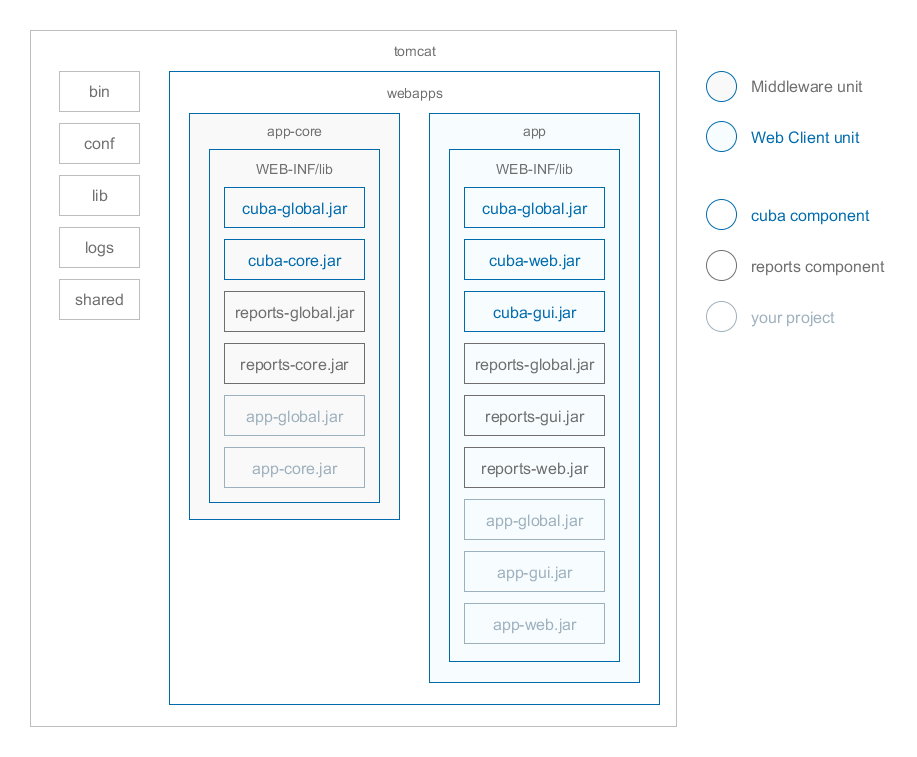 tomcat
bin
conf
lib
logs
shared
webapps
app-core
WEB-INF/lib
cuba-global.jar
cuba-core.jar
reports-global.jar
reports-core.jar
app-global.jar
app-core.jar
app
WEB-INF/lib
cuba-global.jar
cuba-web.jar
cuba-gui.jar
reports-global.jar
reports-gui.jar
reports-web.jar
app-global.jar
app-gui.jar
app-web.jar
Middleware unit
Web Client unit
cuba component
reports component
your project